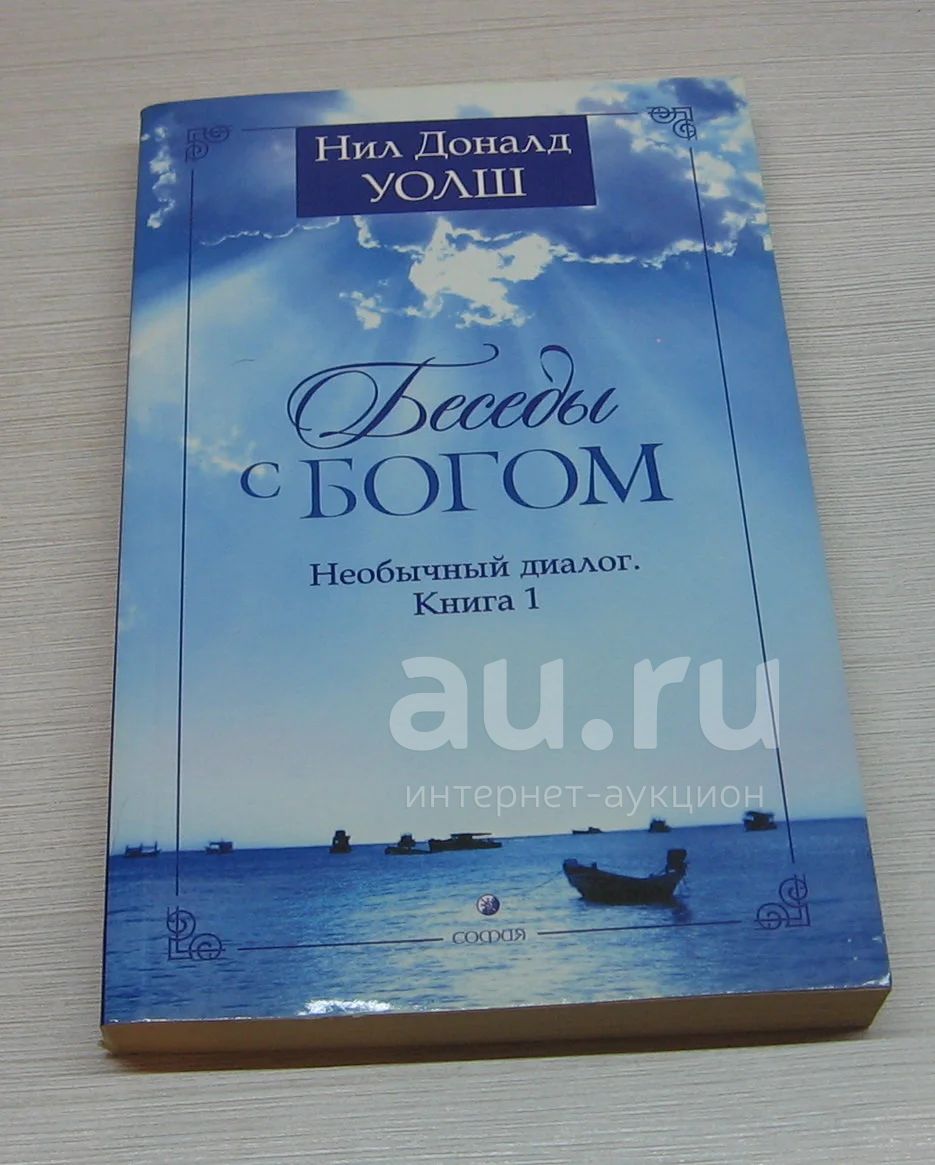 Нил Доналд
УОЛШ
Беседы
с БОГОМ
Необычный диалог.
Книга 1
au.ru
интернет-аукцион
СОФИЯ